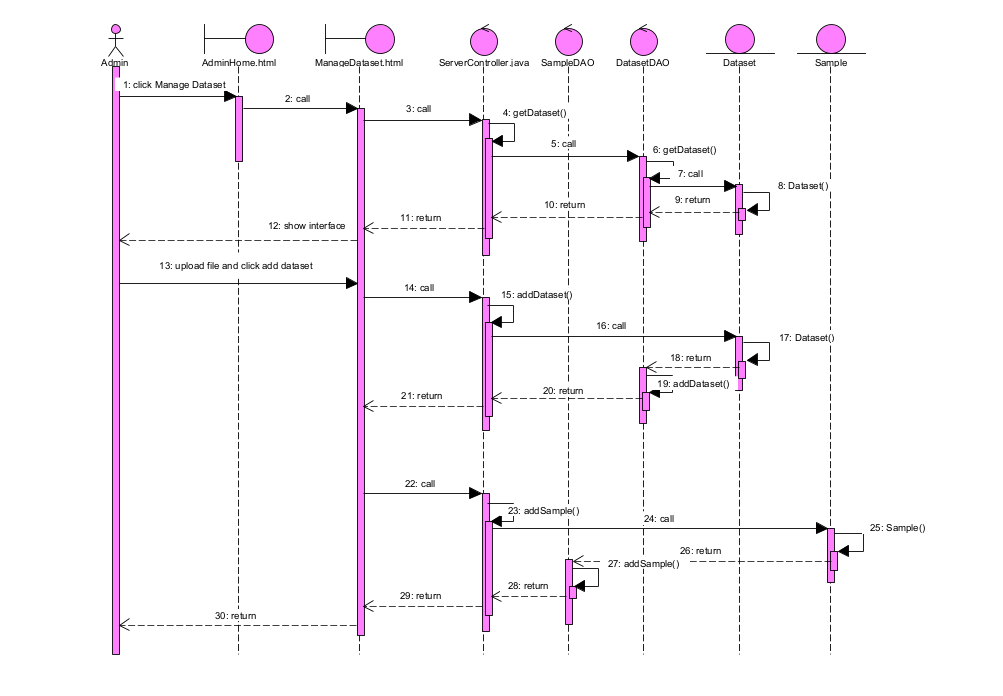 Admin
AdminHome.html
ManageDataset.html
ServerController.java
SampleDAO
DatasetDAO
Dataset
Sample
1: click Manage Dataset
2: call
3: call
4: getDataset()
5: call
6: getDataset()
7: call
8: Dataset()
9: return
10: return
11: return
12: show interface
13: upload file and click add dataset
14: call
15: addDataset()
16: call
17: Dataset()
18: return
19: addDataset()
20: return
21: return
22: call
23: addSample()
24: call
25: Sample()
26: return
27: addSample()
28: return
29: return
30: return